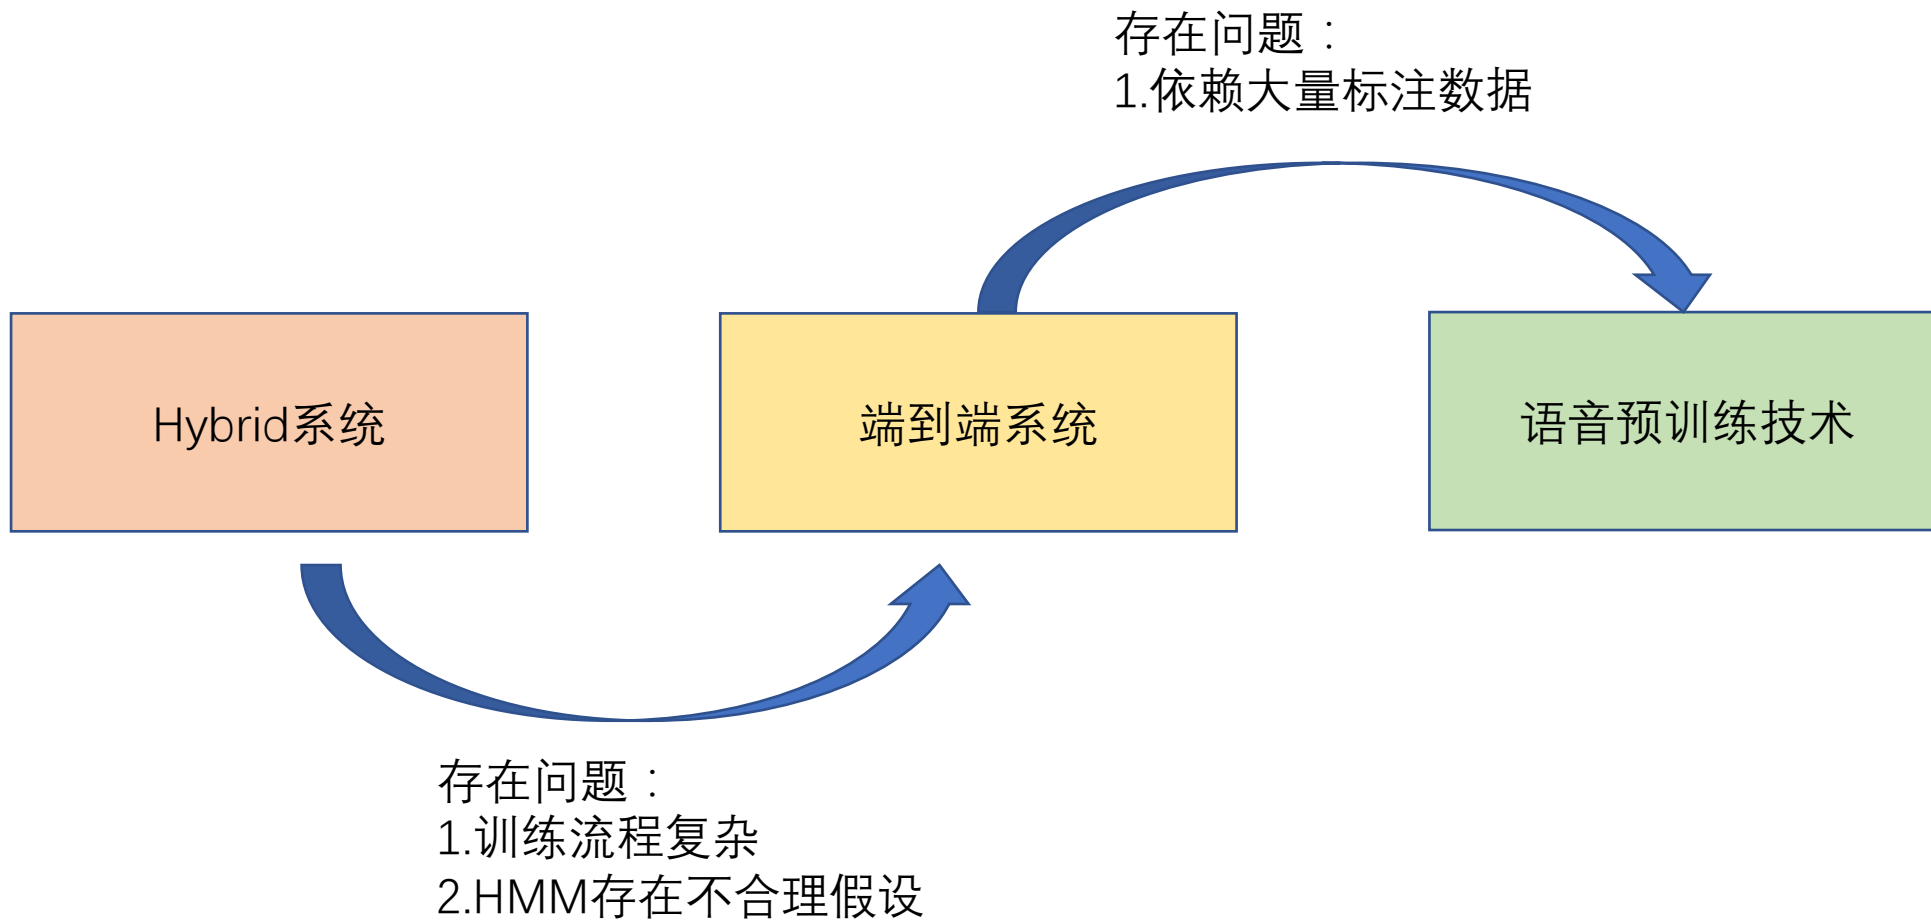 存在问题：
1.依赖大量标注数据
Hybrid系统
端到端系统
语音预训练技术
存在问题：
1.训练流程复杂
2.HMM存在不合理假设